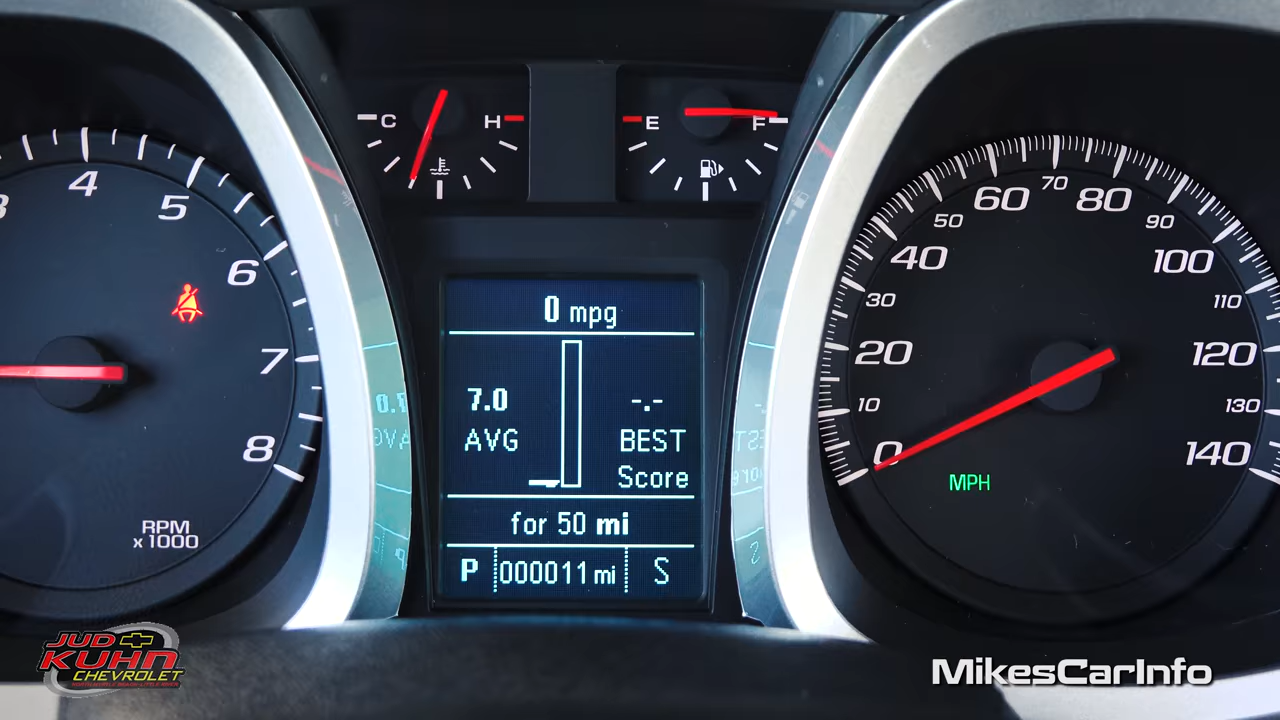 C H
E F
3 4 5 6 7 8
RPM
x1000
0 mpg
7.0
AVG
-.-
BEST
Score
for 50 mi
P 000011 mi S
0 10 20 30 40 50 60 70 80 90 100 110 120 130 140
MPH
JUD
KUHN
CHEVROLET
MikesCarInfo